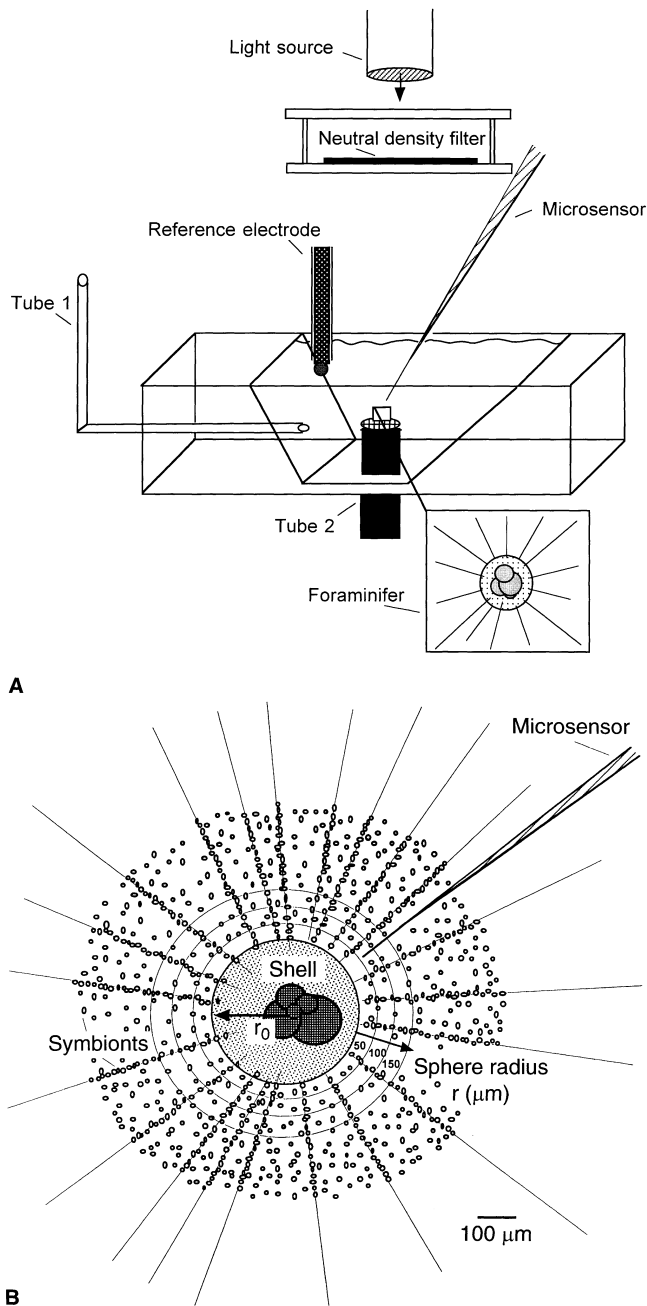 Light source
Neutral density filter
Microsensor
Reference electrode
Tube 1
Tube 2
Foraminifer
A
Microsensor
Shell
r0
Symbionts
50
100
150
Sphere radius
r (μm)
100 μm
B